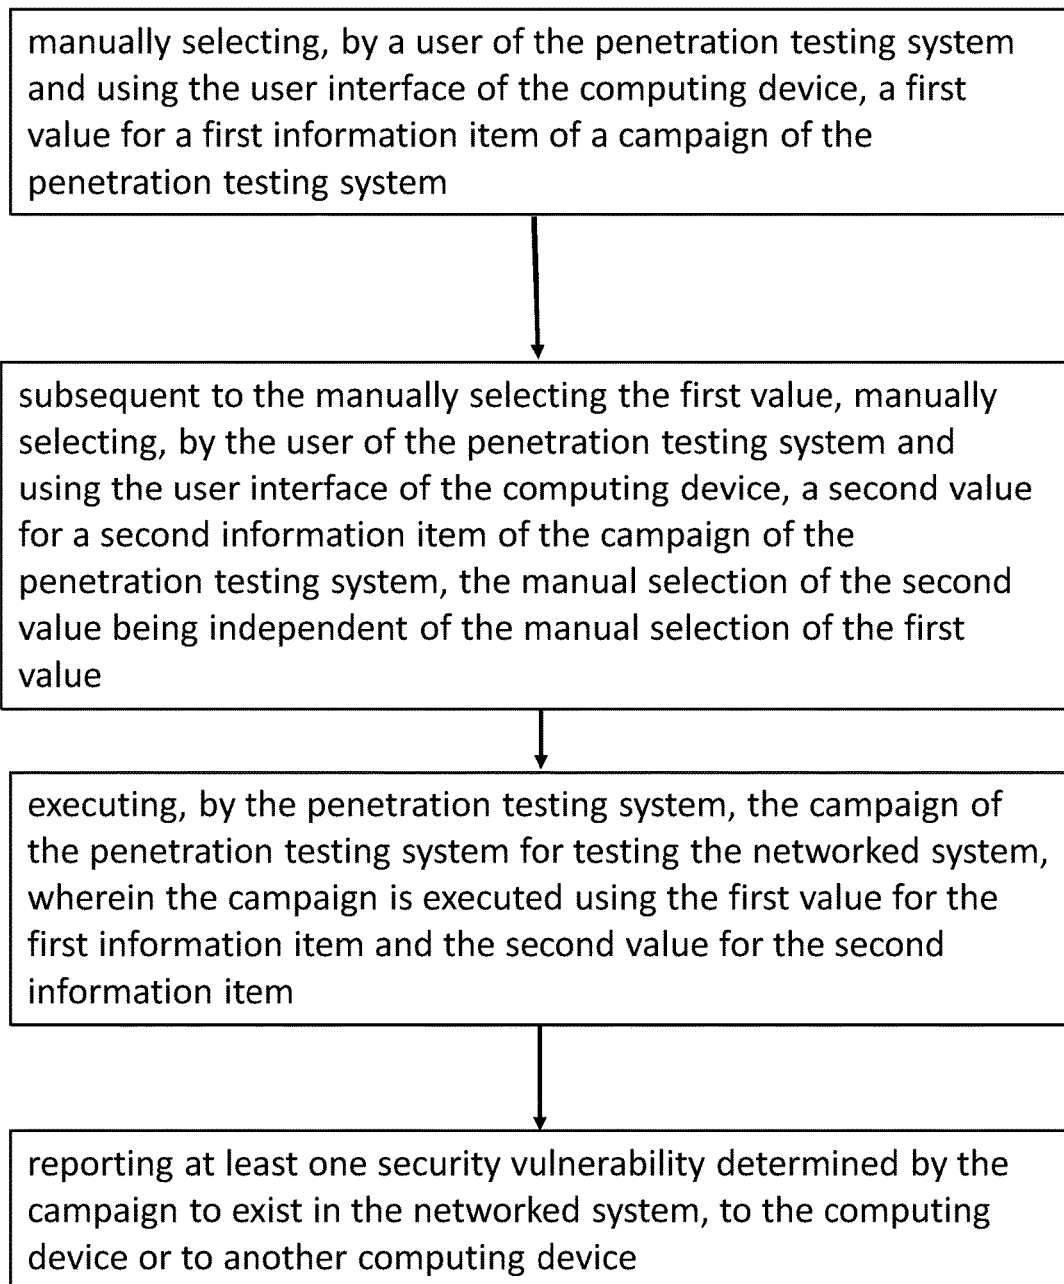 manually selecting, by a user of the penetration testing system
and using the user interface of the computing device, a first
value for a first information item of a campaign of the
penetration testing system
subsequent to the manually selecting the first value, manually
selecting, by the user of the penetration testing system and
using the user interface of the computing device, a second value
for a second information item of the campaign of the
penetration testing system, the manual selection of the second
value being independent of the manual selection of the first
value
executing, by the penetration testing system, the campaign of
the penetration testing system for testing the networked system,
wherein the campaign is executed using the first value for the
first information item and the second value for the second
information item
reporting at least one security vulnerability determined by the
campaign to exist in the networked system, to the computing
device or to another computing device